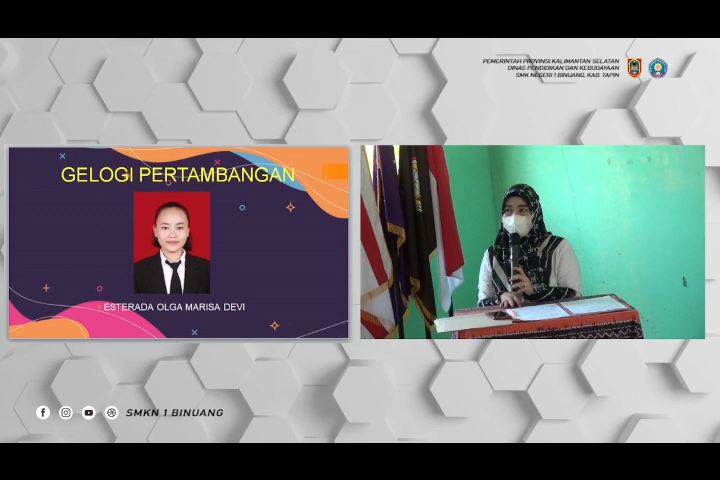 PEMERINTAH PROVINSI KALIMANTAN SELATAN
DINAS PENDIDIKAN DAN KEBUDAYAAN
SMK NEGERI 1 BINUANG, KAB. TAPIN
GELOGI PERTAMBANGAN
ESTERADA OLGA MARISA DEVI
SMKN 1 BINUANG